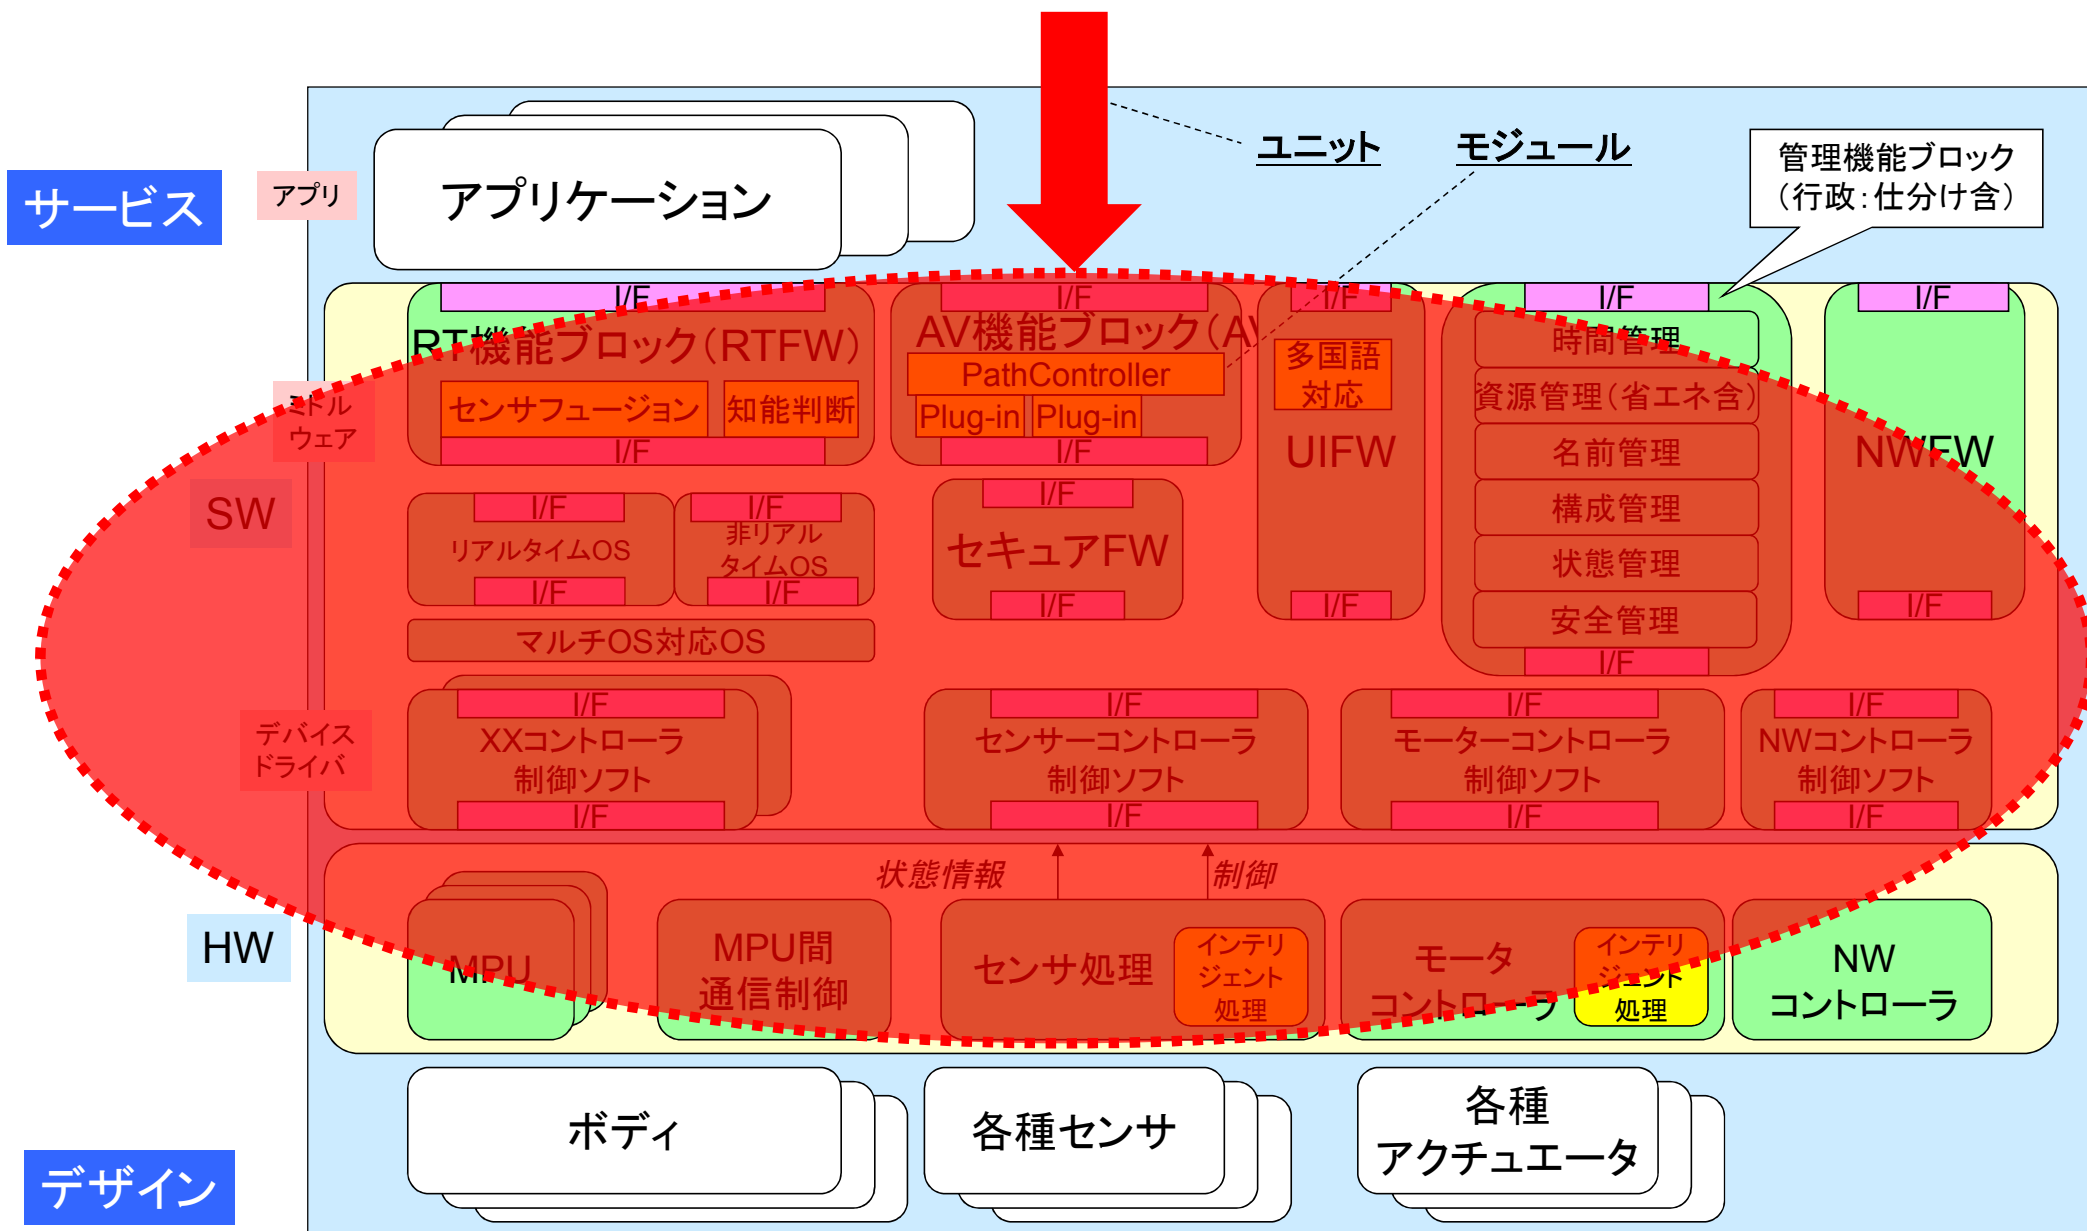 ユニット
モジュール
管理機能ブロック
(行政:仕分け含)
サービス
アプリ
アプリケーション
I/F
I/F
I/F
I/F
I/F
RT機能ブロック(RTFW)
AV機能ブロック(AV
時間管理
PathController
多国語
対応
センサフュージョン
知能判断
Plug-in
Plug-in
資源管理(省エネ含)
ミドル
ウェア
I/F
I/F
UIFW
名前管理
NWFW
SW
I/F
I/F
I/F
構成管理
リアルタイムOS
非リアル
タイムOS
セキュアFW
状態管理
I/F
I/F
I/F
I/F
安全管理
I/F
マルチOS対応OS
I/F
デバイス
ドライバ
I/F
XXコントローラ
制御ソフト
I/F
I/F
センサーコントローラ
制御ソフト
I/F
I/F
モーターコントローラ
制御ソフト
I/F
I/F
NWコントローラ
制御ソフト
I/F
状態情報
制御
HW
MPU
MPU間
通信制御
センサ処理
インテリ
ジェント
処理
モータ
コントローラ
インテリ
ジェント
処理
NW
コントローラ
ボディ
各種センサ
各種
アクチュエータ
デザイン